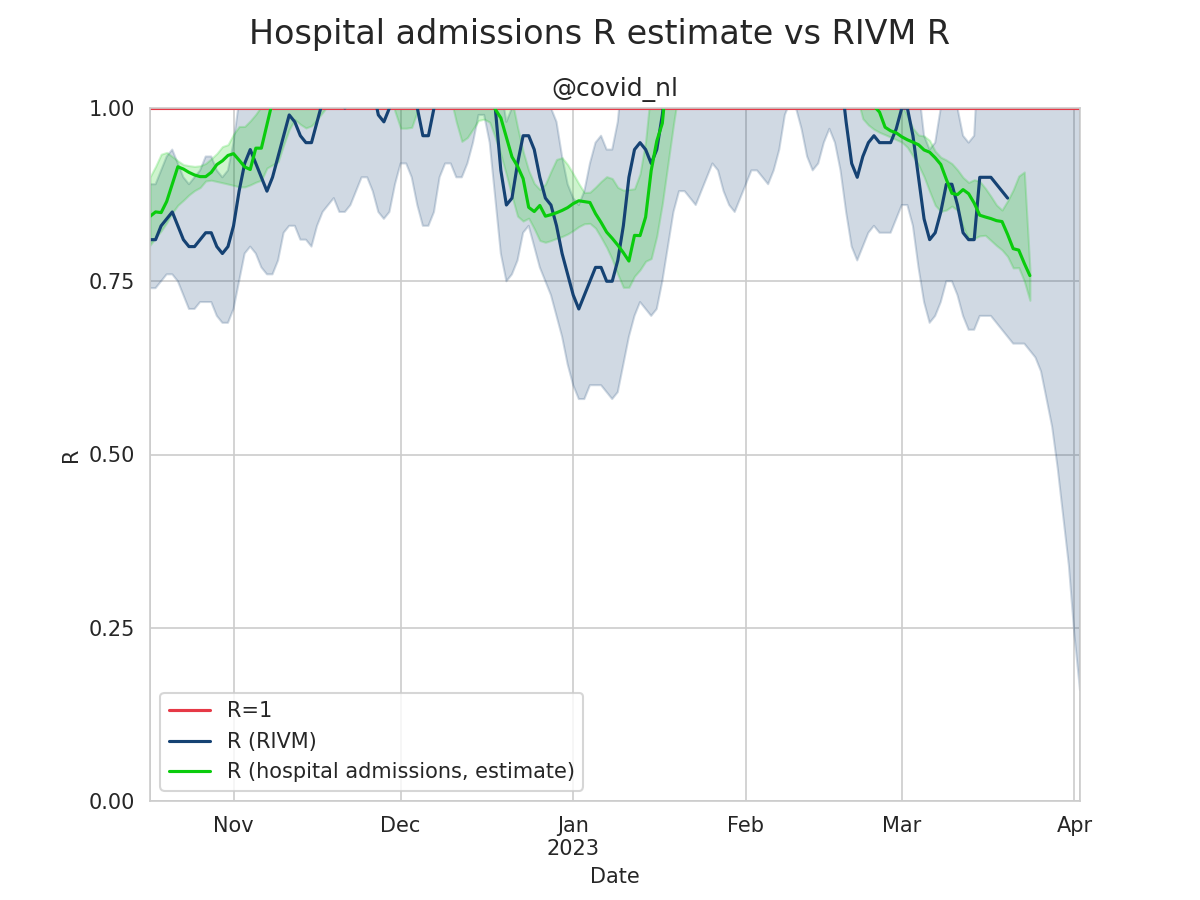 Hospital admissions R estimate vs RIVM R
@covid_nl
1.00
0.75
0.50
0.25
0.00
R
R=1
R (RIVM)
R (hospital admissions, estimate)
Nov
Dec
Jan
2023
Feb
Mar
Apr
Date